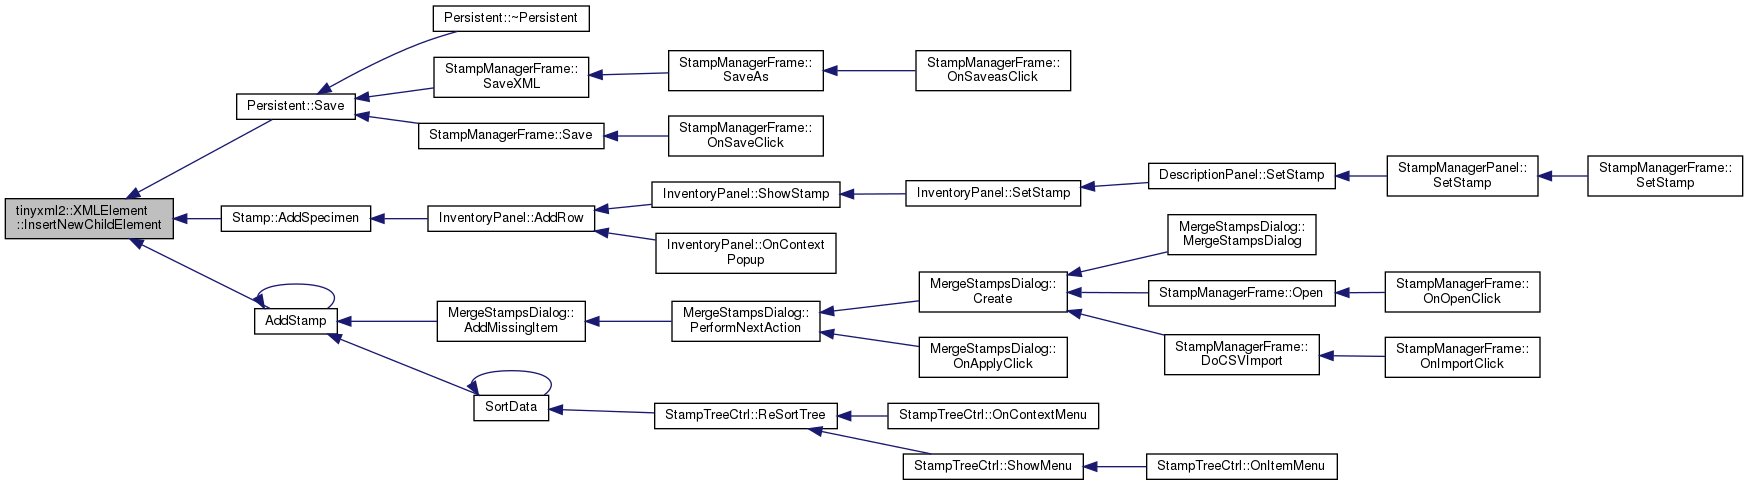 Persistent::~Persistent
StampManagerFrame::
SaveXML
StampManagerFrame::
SaveAs
StampManagerFrame::
OnSaveasClick
Persistent::Save
StampManagerFrame::Save
StampManagerFrame::
OnSaveClick
tinyxml2::XMLElement
::InsertNewChildElement
Stamp::AddSpecimen
InventoryPanel::AddRow
InventoryPanel::ShowStamp
InventoryPanel::SetStamp
DescriptionPanel::SetStamp
StampManagerPanel::
SetStamp
StampManagerFrame::
SetStamp
InventoryPanel::OnContext
Popup
MergeStampsDialog::
MergeStampsDialog
AddStamp
MergeStampsDialog::
AddMissingItem
MergeStampsDialog::
PerformNextAction
MergeStampsDialog::
Create
StampManagerFrame::Open
StampManagerFrame::
OnOpenClick
MergeStampsDialog::
OnApplyClick
StampManagerFrame::
DoCSVImport
StampManagerFrame::
OnImportClick
SortData
StampTreeCtrl::ReSortTree
StampTreeCtrl::OnContextMenu
StampTreeCtrl::ShowMenu
StampTreeCtrl::OnItemMenu